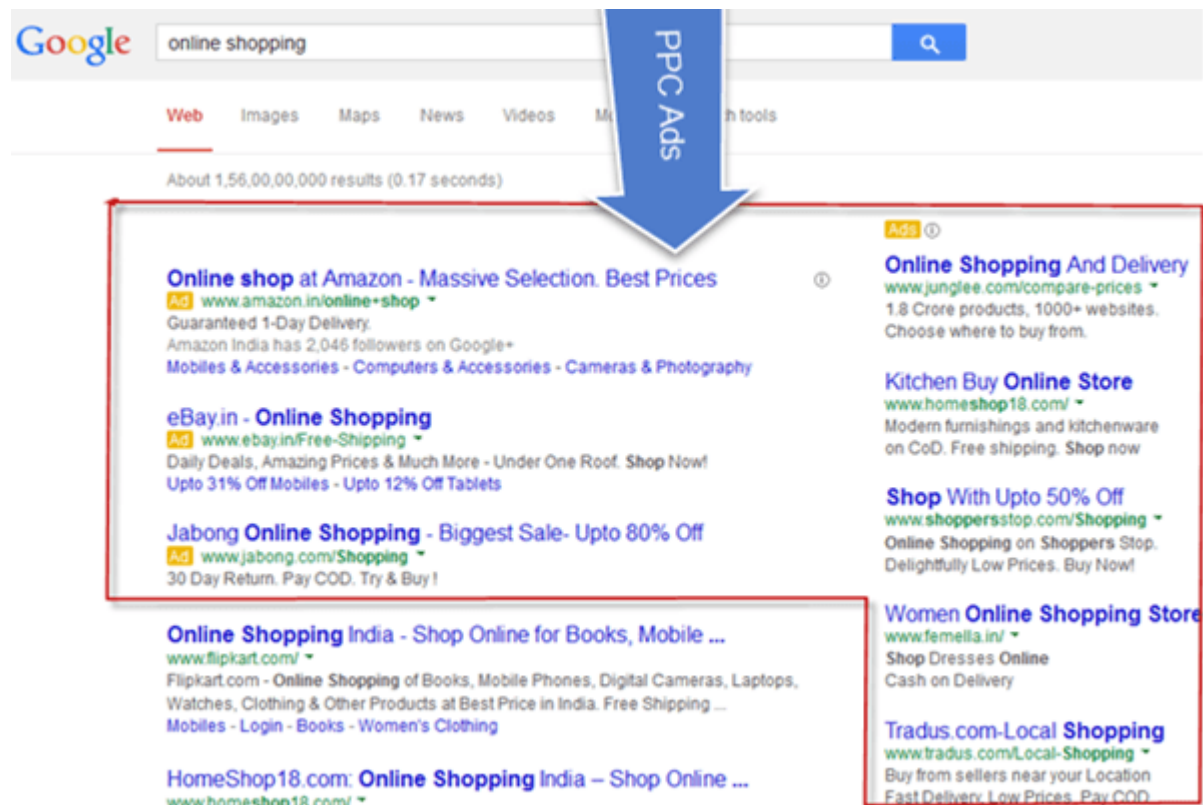 Google
online shopping
PPC Ads
Web Images Maps News Videos h tools
About 1,56,00,00,000 results (0.17 seconds)
Online shop at Amazon - Massive Selection. Best Prices
Ad www.amazon.in/online+shop
Guaranteed 1-Day Delivery.
Amazon India has 2,046 followers on Google+
Mobiles & Accessories - Computers & Accessories - Cameras & Photography
eBay.in - Online Shopping
Ad www.ebay.in/Free-Shipping
Daily Deals, Amazing Prices & Much More - Under One Roof. Shop Now!
Upto 31% Off Mobiles - Upto 12% Off Tablets
Jabong Online Shopping - Biggest Sale- Upto 80% Off
Ad www.jabong.com/Shopping
30 Day Return. Pay COD. Try & Buy !
Online Shopping India - Shop Online for Books, Mobile ...
www.flipkart.com/
Flipkart.com - Online Shopping of Books, Mobile Phones, Digital Cameras, Laptops,
Watches, Clothing & Other Products at Best Price in India. Free Shipping ...
Mobiles - Login - Books - Women's Clothing
HomeShop18.com: Online Shopping India – Shop Online ...
www.homeshop18.com/
Ads
Online Shopping And Delivery
www.junglee.com/compare-prices
1.8 Crore products, 1000+ websites.
Choose where to buy from.
Kitchen Buy Online Store
www.homeshop18.com/
Modern furnishings and kitchenware
on CoD. Free shipping. Shop now
Shop With Upto 50% Off
www.shoppersstop.com/Shopping
Online Shopping on Shoppers Stop.
Delightfully Low Prices. Buy Now!
Women Online Shopping Store
www.femella.in/
Shop Dresses Online
Cash on Delivery
Tradus.com-Local Shopping
www.tradus.com/Local-Shopping
Buy from sellers near your Location
Fast Delivery. Low Prices. Pay COD